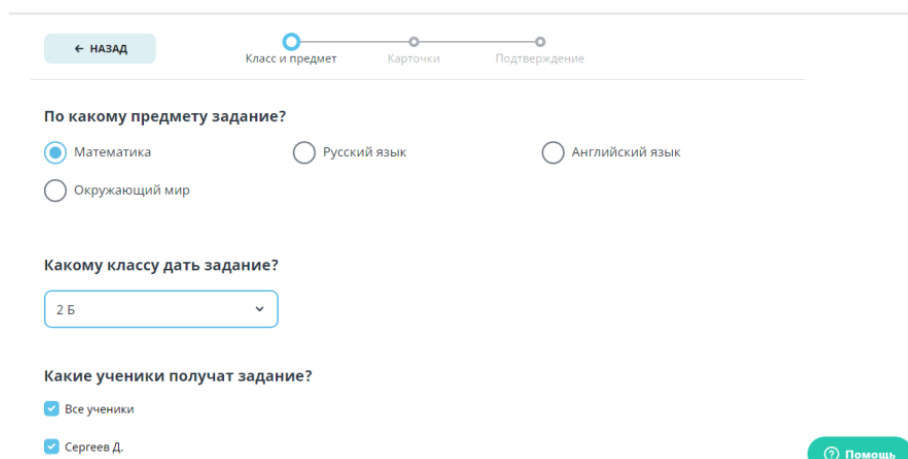 ← НАЗАД
Класс и предмет Карточки Подтверждение
По какому предмету задание?
Математика Русский язык Английский язык
Окружающий мир
Какому классу дать задание?
2 Б
Какие ученики получат задание?
Все ученики
Сергеев Д.
Помощь